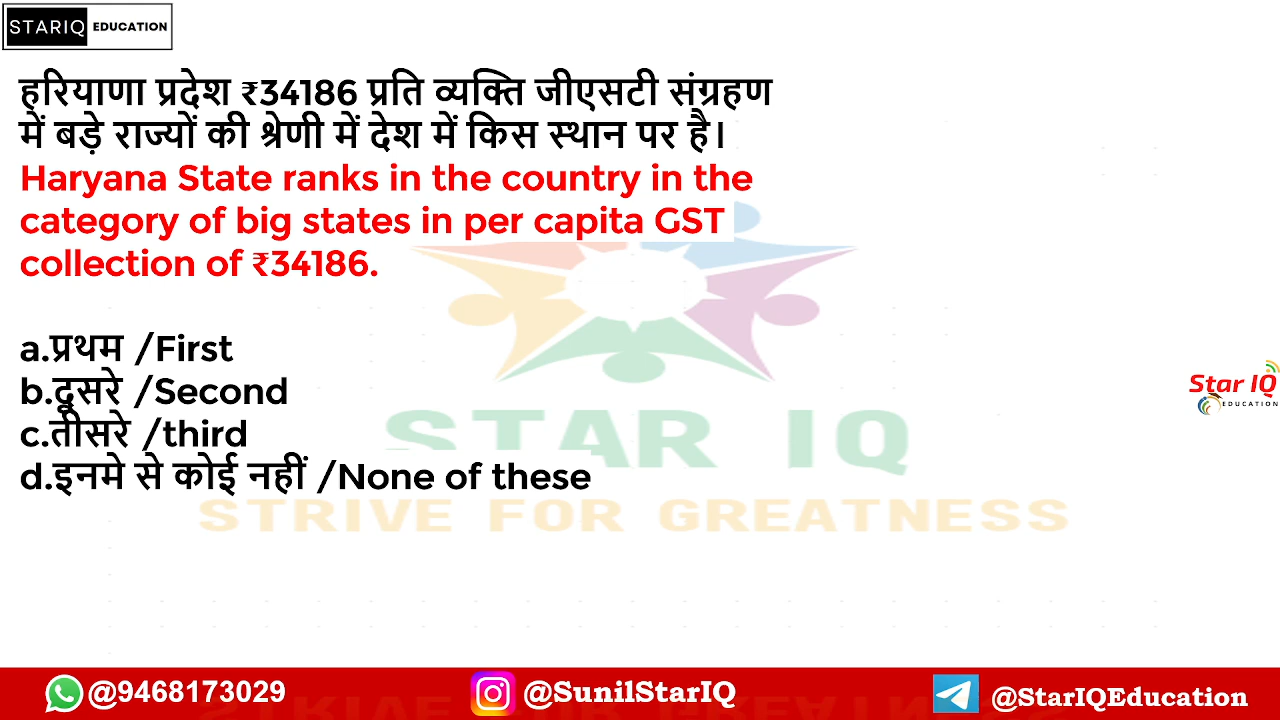 STARIQ EDUCATION
हरियाणा प्रदेश ₹34186 प्रति व्यक्ति जीएसटी संग्रहण
में बड़े राज्यों की श्रेणी में देश में किस स्थान पर है।
Haryana State ranks in the country in the
category of big states in per capita GST
collection of ₹34186.
a.प्रथम /First
b.दूसरे /Second
c.तीसरे /third
d.इनमे से कोई नहीं /None of these
Star IQ
EDUCATION
STAR IQ
STRIVE FOR GREATNESS
@9468173029 @SunilStarIQ @StarIQEducation